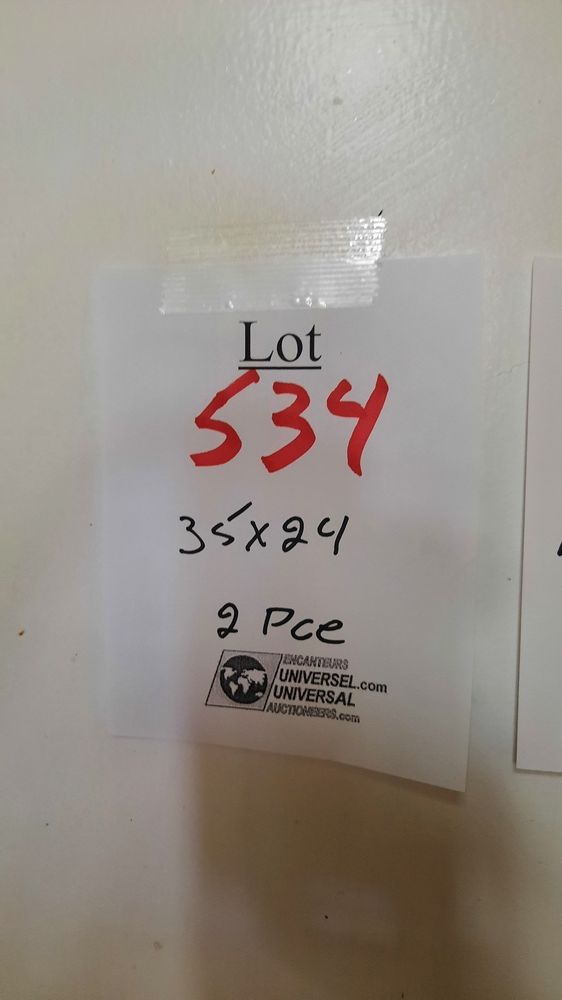 Lot
534
35x24
2 Pce
ENCANTEURS
UNIVERSEL.com
UNIVERSAL
AUCTIONEERS.com